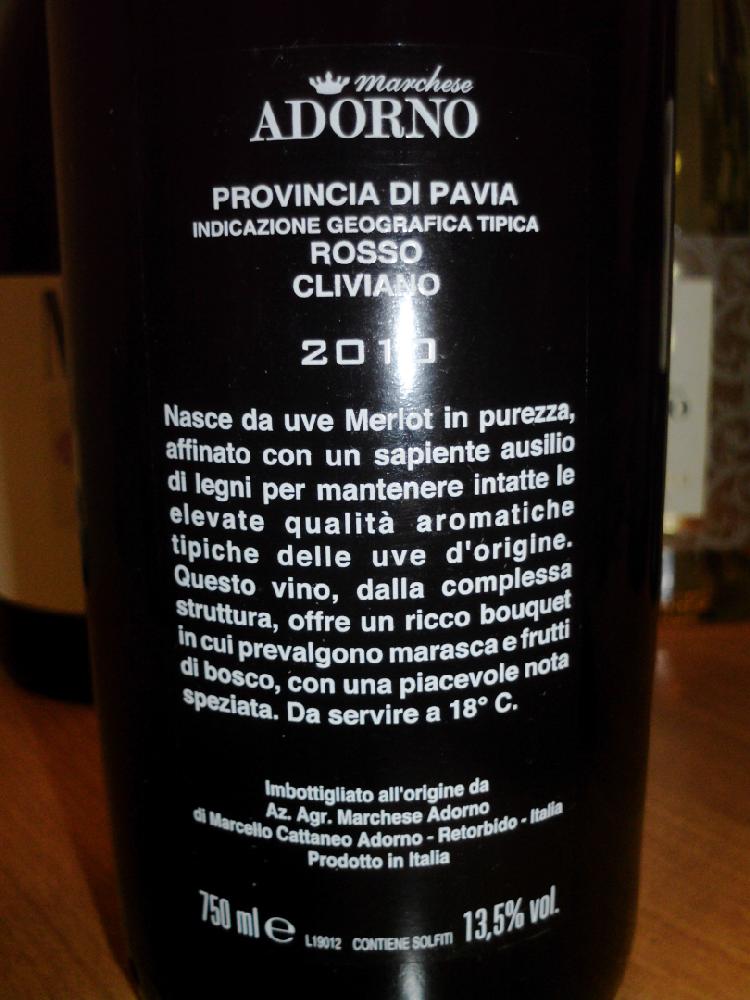 marchese
ADORNO
PROVINCIA DI PAVIA
INDICAZIONE GEOGRAFICA TIPICA
ROSSO
CLIVIANO
2010
Nasce da uve Merlot in purezza,
affinato con un sapiente ausilio
di legni per mantenere intatte le
elevate qualità aromatiche
tipiche delle uve d'origine.
Questo vino, dalla complessa
struttura, offre un ricco bouquet
in cui prevalgono marasca e frutti
di bosco, con una piacevole nota
speziata. Da servire a 18° C.
Imbottigliato all'origine da
Az. Agr. Marchese Adorno
di Marcello Cattaneo Adorno - Retorbido - Italia
Prodotto in Italia
750 ml e L19012 CONTIENE SOLFITI 13,5% vol.